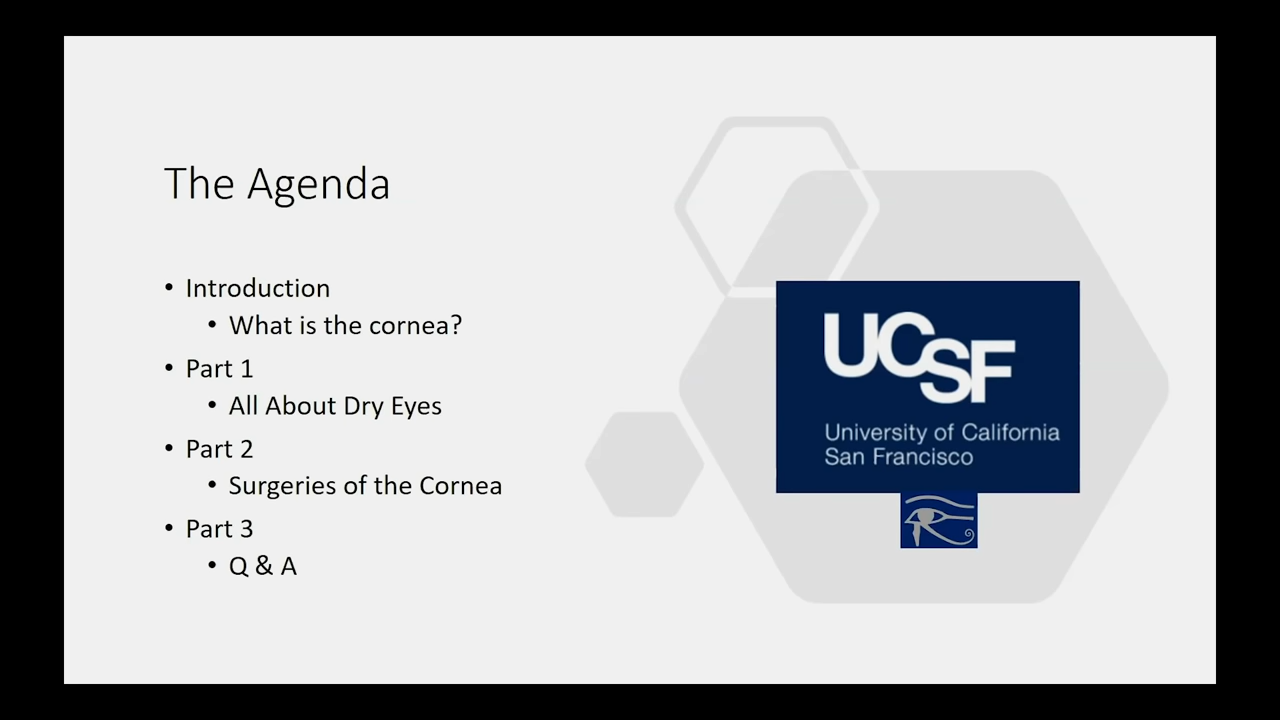 The Agenda
• Introduction
• What is the cornea?
• Part 1
• All About Dry Eyes
• Part 2
• Surgeries of the Cornea
• Part 3
• Q & A
UCSF
University of California
San Francisco